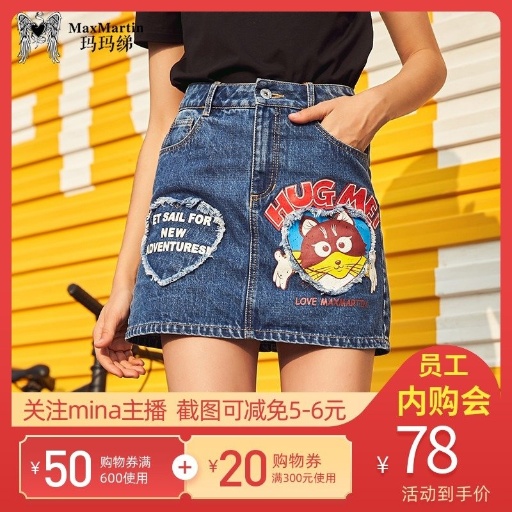 MaxMartin
玛玛绨
ET SAIL FOR
NEW
ADVENTURES!
HUG ME!
LOVE MAXMARTIN
员工
内购会
关注mina主播 截图可减免5-6元
¥50 购物券满
600使用
+
¥20 购物券
满300元使用
¥78
活动到手价